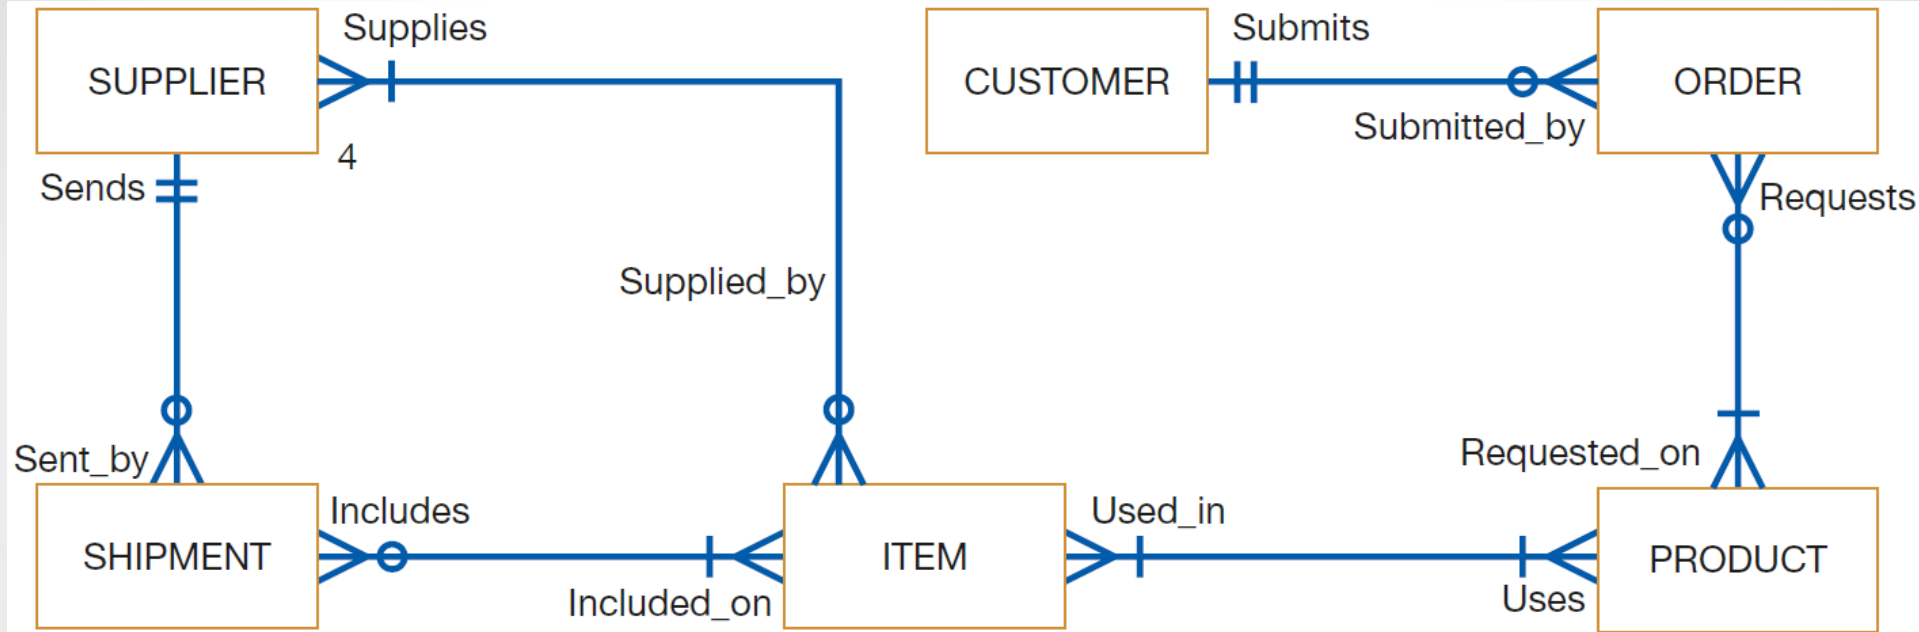 Supplies
Submits
SUPPLIER
CUSTOMER
ORDER
Submitted_by
4
Sends
Requests
Supplied_by
Sent_by
Requested_on
Includes
Used_in
SHIPMENT
ITEM
PRODUCT
Included_on
Uses